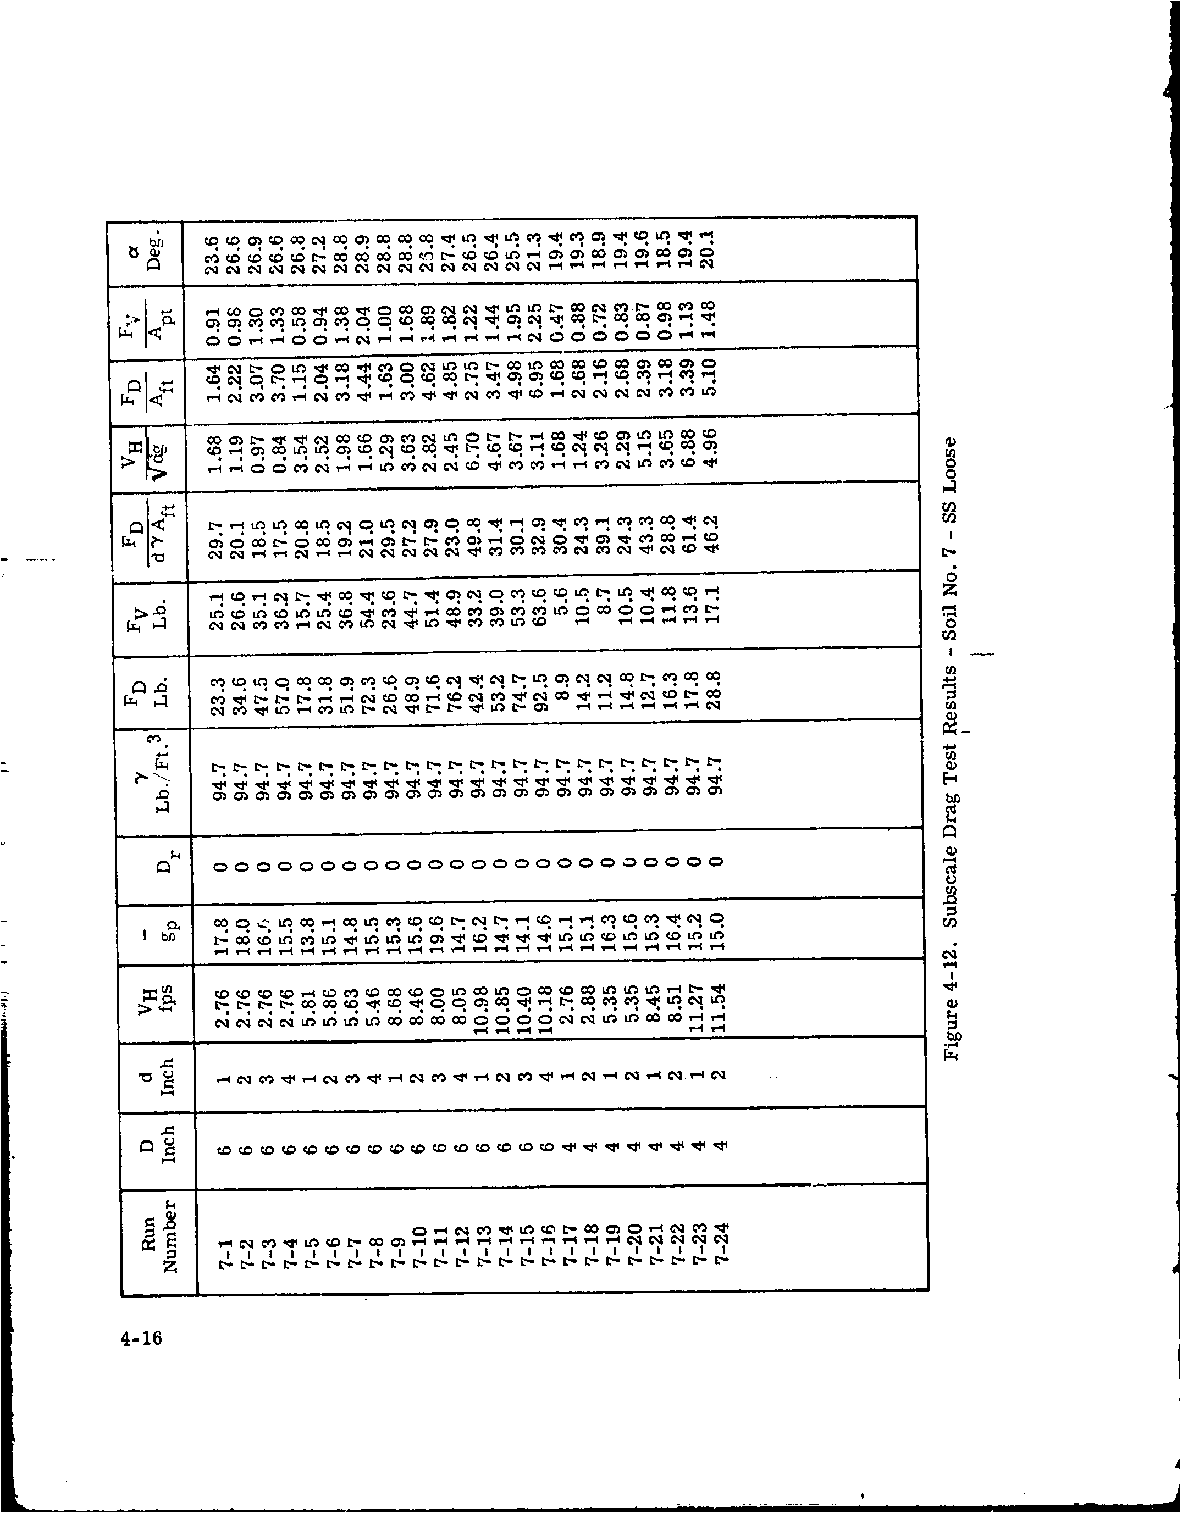 Run Number D Inch d Inch VH fps gp Dr γ Lb./Ft.3 FD Lb. FV Lb. FD/dγAft VH/√dg FD/Aft FV/Apt α Deg.
7-1 6 1 2.76 17.8 0 94.7 23.3 25.1 29.7 1.68 1.64 0.91 23.6
7-2 6 2 2.76 18.0 0 94.7 34.6 26.6 20.1 1.19 2.22 0.96 26.6
7-3 6 3 2.76 0 94.7 47.5 35.1 18.5 0.97 3.07 1.30 26.9
7-4 6 4 2.76 15.5 0 94.7 57.0 36.2 17.5 0.84 3.70 1.33 26.6
7-5 6 1 5.81 13.8 0 94.7 17.8 15.7 20.8 3.54 1.15 0.58 26.8
7-6 6 2 5.86 15.1 0 94.7 31.8 25.4 18.5 2.52 2.04 0.94 27.2
7-7 6 3 5.63 14.8 0 94.7 51.9 36.8 19.2 1.98 3.18 1.38 28.8
7-8 6 4 5.46 15.5 0 94.7 72.3 54.4 21.0 1.66 4.44 2.04 28.9
7-9 6 1 8.68 15.3 0 94.7 26.6 23.6 29.5 5.29 1.63 1.00 28.8
7-10 6 2 8.46 15.6 0 94.7 48.9 44.7 27.2 3.63 3.00 1.68 28.8
7-11 6 3 8.00 19.6 0 94.7 71.6 51.4 27.9 2.82 4.62 1.89
7-12 6 4 8.05 14.7 0 94.7 76.2 48.9 23.0 2.45 4.85 1.82 27.4
7-13 6 1 10.98 16.2 0 94.7 42.4 33.2 49.8 6.70 2.75 1.22 26.5
7-14 6 2 10.85 14.7 0 94.7 53.2 39.0 31.4 4.67 3.47 1.44 26.4
7-15 6 3 10.40 14.1 0 94.7 74.7 53.3 30.1 3.67 4.98 1.95 25.5
7-16 6 4 10.18 14.6 0 94.7 92.5 63.6 32.9 3.11 6.95 2.25 21.3
7-17 4 1 2.76 15.1 0 94.7 8.9 5.6 30.4 1.68 1.68 0.47 19.4
7-18 4 2 2.88 15.1 0 94.7 14.2 10.5 24.3 1.24 2.68 0.88 19.3
7-19 4 1 5.35 16.3 0 94.7 11.2 8.7 39.1 3.26 2.16 0.72 18.9
7-20 4 2 5.35 15.6 0 94.7 14.8 10.5 24.3 2.29 2.68 0.83 19.4
7-21 4 1 8.45 15.3 0 94.7 12.7 10.4 43.3 5.15 2.39 0.87 19.6
7-22 4 2 8.51 16.4 0 94.7 16.3 11.8 28.8 3.65 3.18 0.98 18.5
7-23 4 1 11.27 15.2 0 94.7 17.8 13.6 61.4 6.88 3.39 1.13 19.4
7-24 4 2 11.54 15.0 0 94.7 28.8 17.1 46.2 4.96 5.10 1.48 20.1
Figure 4-12. Subscale Drag Test Results - Soil No. 7 - SS Loose
4-16